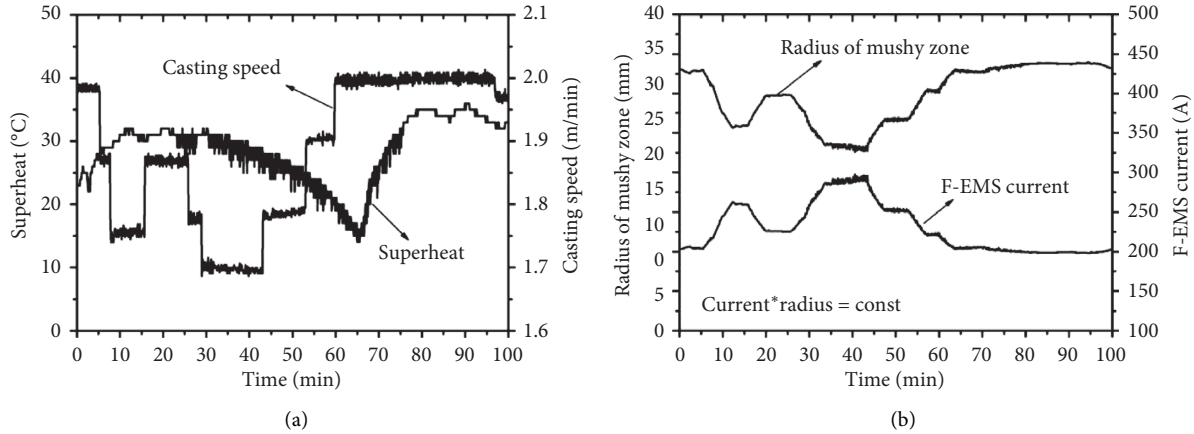 Superheat (°C)
50
40
30
20
10
0
2.1
2.0
1.9
1.8
1.7
1.6
Casting speed (m/min)
Casting speed
Superheat
0 10 20 30 40 50 60 70 80 90 100
Time (min)
(a)
Radius of mushy zone (mm)
40
35
30
25
20
15
10
0
5
0
500
450
400
350
300
250
200
150
100
F-EMS current (A)
Radius of mushy zone
F-EMS current
Current*radius = const
0 10 20 30 40 50 60 70 80 90 100
Time (min)
(b)